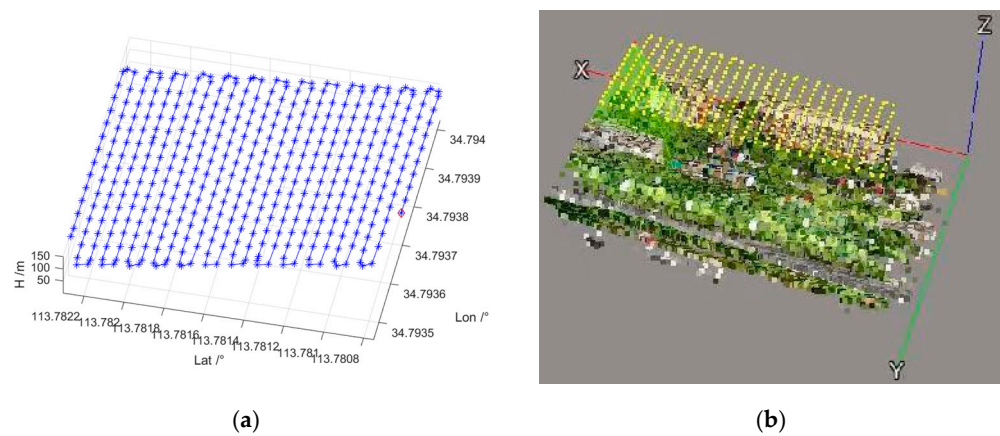 150
100
50
H /m
113.7822
113.782
113.7818
113.7816
113.7814
113.7812
113.781
113.7808
Lat /°
34.794
34.7939
34.7938
34.7937
34.7936
34.7935
Lon /°
X
Z
Y
(a)
(b)